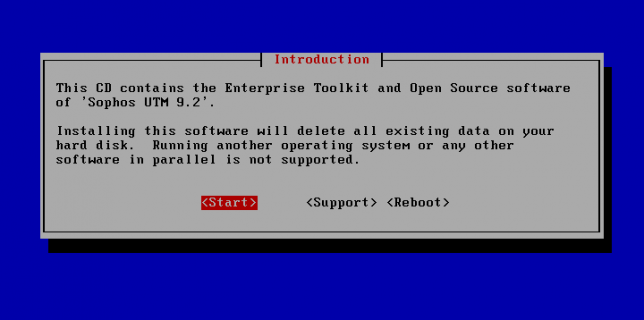 Introduction
This CD contains the Enterprise Toolkit and Open Source software
of 'Sophos UTM 9.2'.
Installing this software will delete all existing data on your
hard disk.  Running another operating system or any other
software in parallel is not supported.
<Start> <Support> <Reboot>